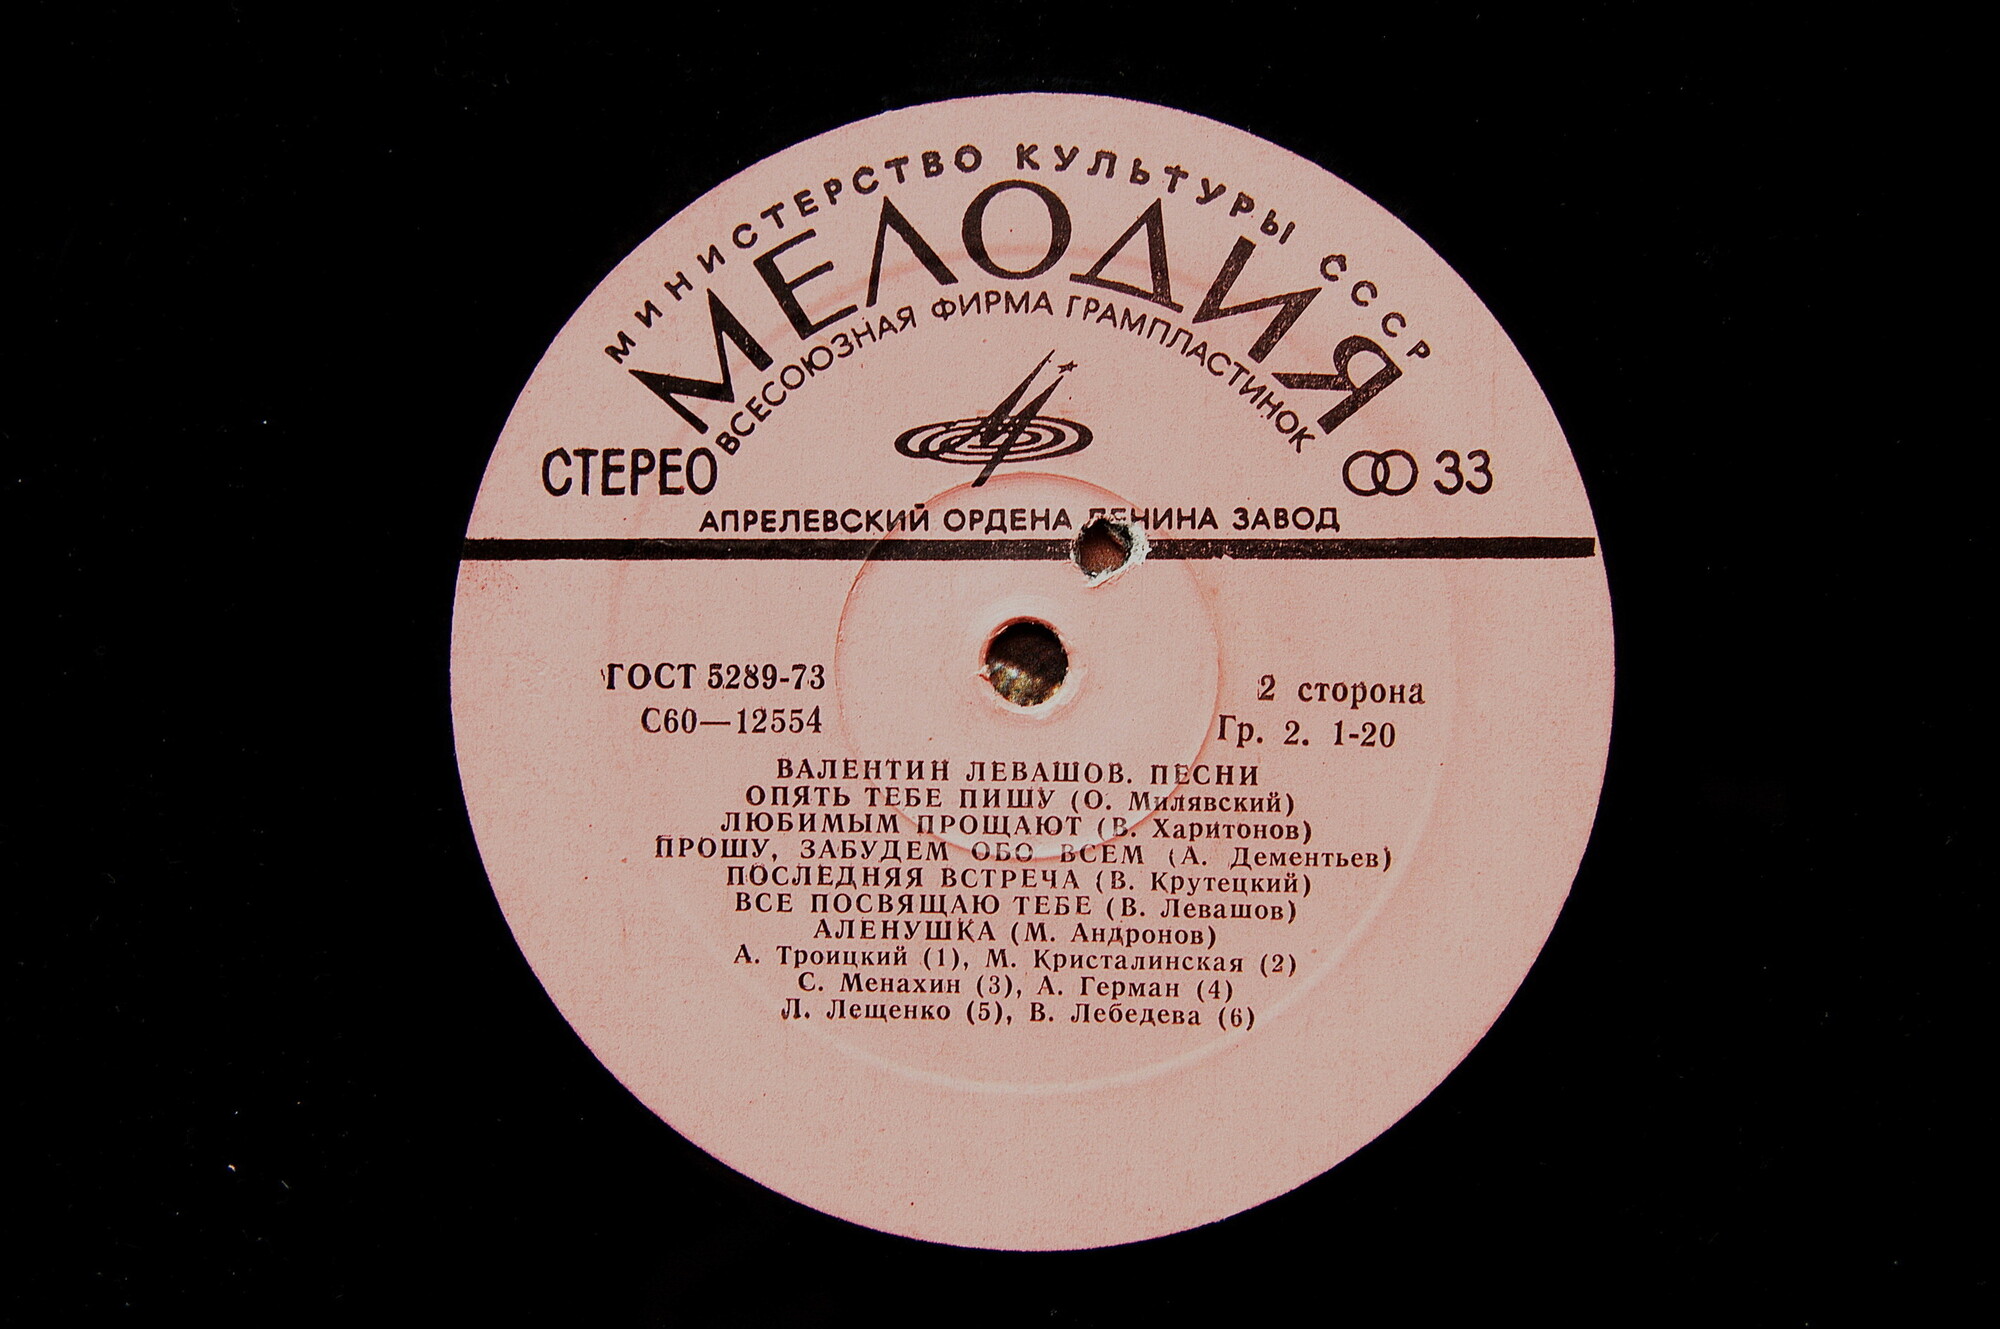 МИНИСТЕРСТВО КУЛЬТУРЫ СССР
МЕЛОДИЯ
ВСЕСОЮЗНАЯ ФИРМА ГРАМПЛАСТИНОК
СТЕРЕО
33
АПРЕЛЕВСКИЙ ОРДЕНА ЛЕНИНА ЗАВОД
ГОСТ 5289-73
С60—12554
2 сторона
Гр. 2. 1-20
ВАЛЕНТИН ЛЕВАШОВ. ПЕСНИ
ОПЯТЬ ТЕБЕ ПИШУ (О. Милявский)
ЛЮБИМЫМ ПРОЩАЮТ (В. Харитонов)
ПРОШУ, ЗАБУДЕМ ОБО ВСЕМ (А. Дементьев)
ПОСЛЕДНЯЯ ВСТРЕЧА (В. Крутецкий)
ВСЕ ПОСВЯЩАЮ ТЕБЕ (В. Левашов)
АЛЕНУШКА (М. Андронов)
А. Троицкий (1), М. Кристалинская (2)
С. Менахин (3), А. Герман (4)
Л. Лещенко (5), В. Лебедева (6)